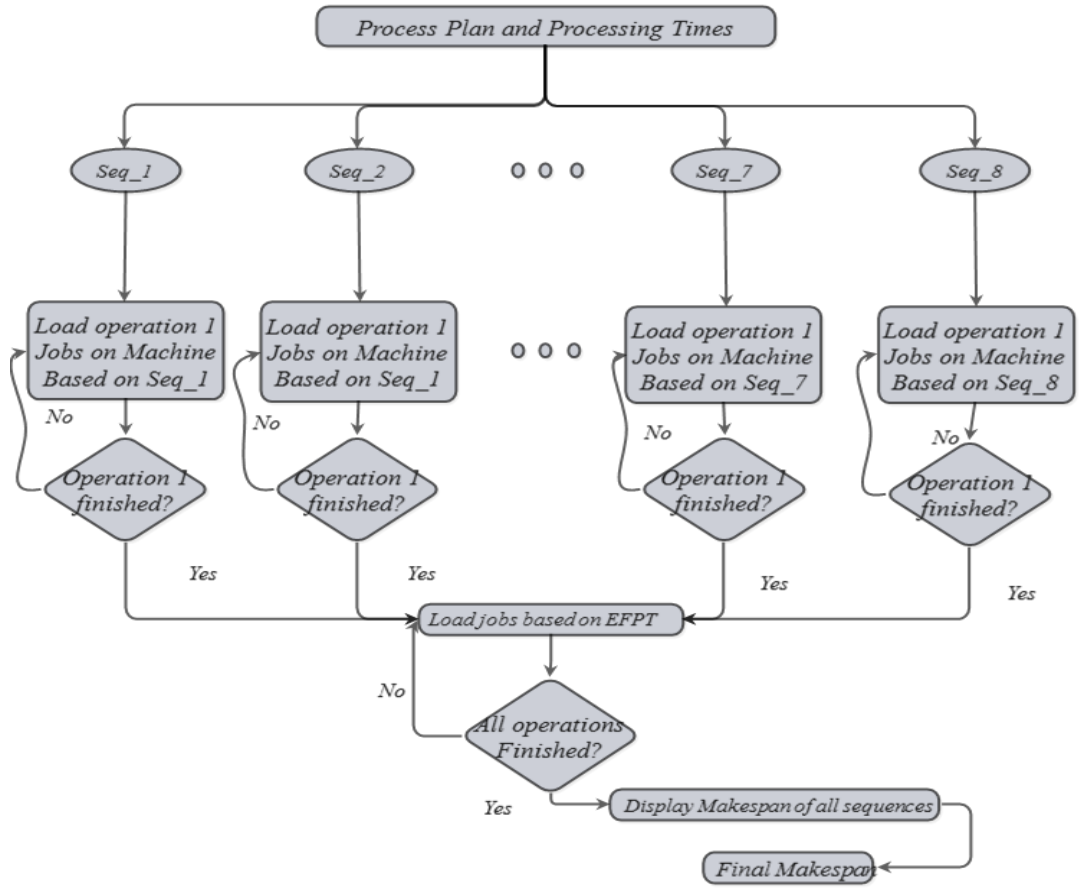 Process Plan and Processing Times
Seq_1
Seq_2
Seq_7
Seq_8
Load operation 1
Jobs on Machine
Based on Seq_1
Load operation 1
Jobs on Machine
Based on Seq_1
Load operation 1
Jobs on Machine
Based on Seq_7
Load operation 1
Jobs on Machine
Based on Seq_8
No
No
No
No
Operation 1
finished?
Operation 1
finished?
Operation 1
finished?
Operation 1
finished?
Yes
Yes
Yes
Yes
Load jobs based on EFPT
No
All operations
Finished?
Yes
Display Makespan of all sequences
Final Makespan